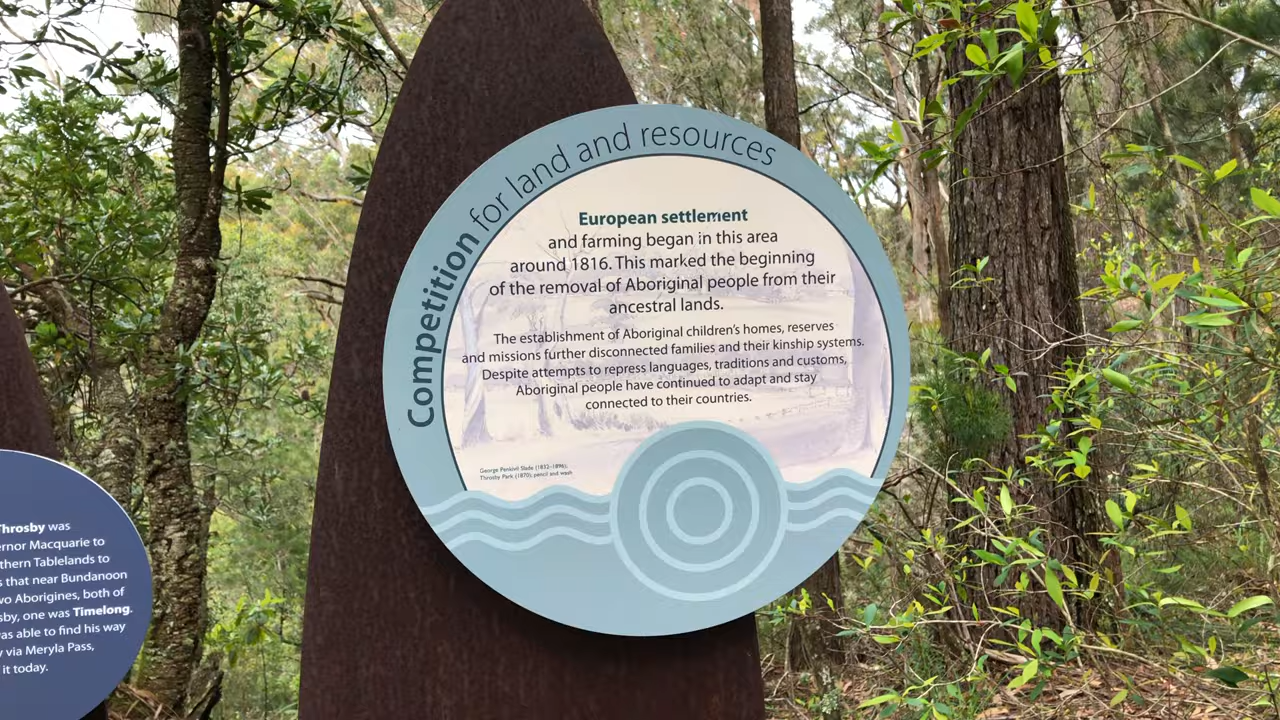 Competition for land and resources
European settlement
and farming began in this area
around 1816. This marked the beginning
of the removal of Aboriginal people from their
ancestral lands.
The establishment of Aboriginal children's homes, reserves
and missions further disconnected families and their kinship systems.
Despite attempts to repress languages, traditions and customs,
Aboriginal people have continued to adapt and stay
connected to their countries.
George Penkivil Slade (1832-1896),
Throsby Park (1870); pencil and wash
Throsby was
ernor Macquarie to
thern Tablelands to
s that near Bundanoon
wo Aborigines, both of
sby, one was Timelong.
as able to find his way
via Meryla Pass,
it today.